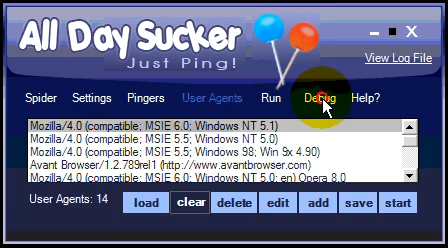 All Day Sucker
Just Ping!
View Log File
Spider Settings Pingers User Agents Run Debug Help?
Mozilla/4.0 (compatible; MSIE 6.0; Windows NT 5.1)
Mozilla/4.0 (compatible; MSIE 5.5; Windows NT 5.0)
Mozilla/4.0 (compatible; MSIE 5.5; Windows 98; Win 9x 4.90)
Avant Browser/1.2.789rel1 (http://www.avantbrowser.com)
Mozilla/4.0 (compatible; MSIE 6.0; Windows NT 5.0; en) Opera 8.0
User Agents: 14 load clear delete edit add save start